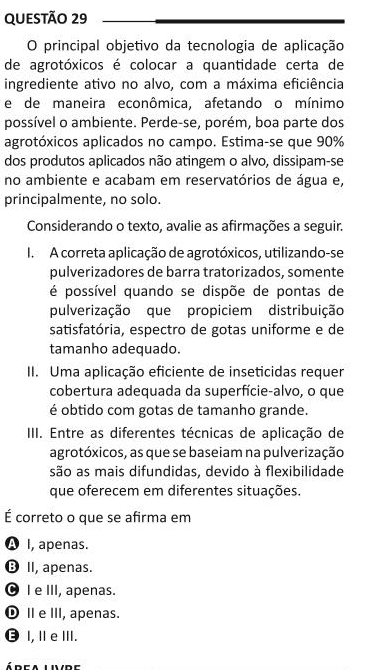 QUESTÃO 29
O principal objetivo da tecnologia de aplicação
de agrotóxicos é colocar a quantidade certa de
ingrediente ativo no alvo, com a máxima eficiência
e de maneira econômica, afetando o mínimo
possível o ambiente. Perde-se, porém, boa parte dos
agrotóxicos aplicados no campo. Estima-se que 90%
dos produtos aplicados não atingem o alvo, dissipam-se
no ambiente e acabam em reservatórios de água e,
principalmente, no solo.
Considerando o texto, avalie as afirmações a seguir.
I. A correta aplicação de agrotóxicos, utilizando-se
pulverizadores de barra tratorizados, somente
é possível quando se dispõe de pontas de
pulverização que propiciem distribuição
satisfatória, espectro de gotas uniforme e de
tamanho adequado.
II. Uma aplicação eficiente de inseticidas requer
cobertura adequada da superfície-alvo, o que
é obtido com gotas de tamanho grande.
III. Entre as diferentes técnicas de aplicação de
agrotóxicos, as que se baseiam na pulverização
são as mais difundidas, devido à flexibilidade
que oferecem em diferentes situações.
É correto o que se afirma em
A I, apenas.
B II, apenas.
C I e III, apenas.
D II e III, apenas.
E I, II e III.
ÁREA LIVRE